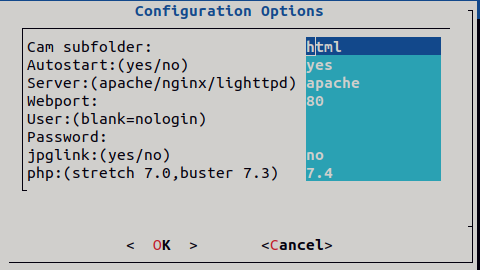 Configuration Options
Cam subfolder: html
Autostart:(yes/no) yes
Server:(apache/nginx/lighttpd) apache
Webport: 80
User:(blank=nologin)
Password:
jpglink:(yes/no) no
php:(stretch 7.0,buster 7.3) 7.4
< OK > <Cancel>